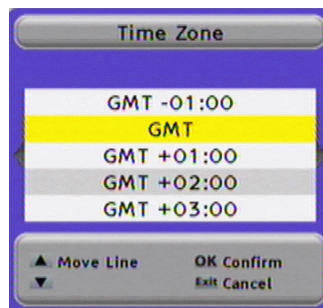 Time Zone
GMT -01:00
GMT
GMT +01:00
GMT +02:00
GMT +03:00
▲ Move Line OK Confirm
▼ Exit Cancel